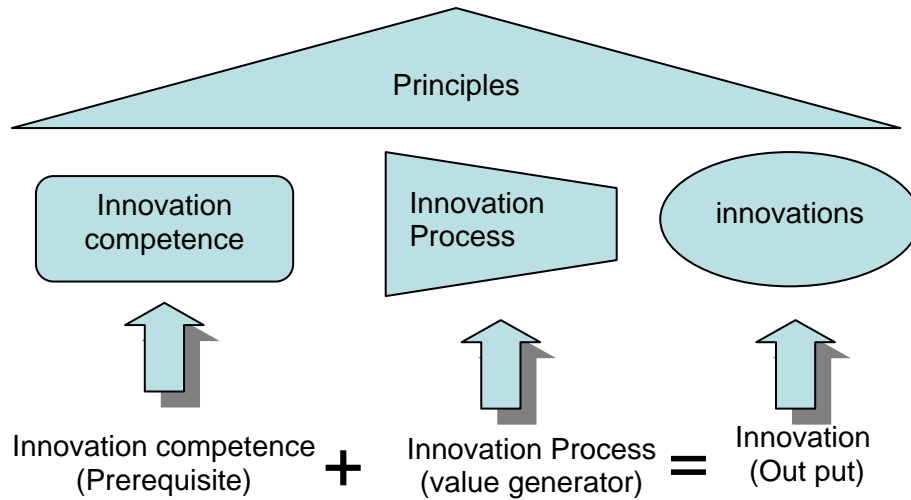 Principles
Innovation
competence
Innovation
Process
innovations
Innovation competence
(Prerequisite)
+
Innovation Process
(value generator)
=
Innovation
(Out put)